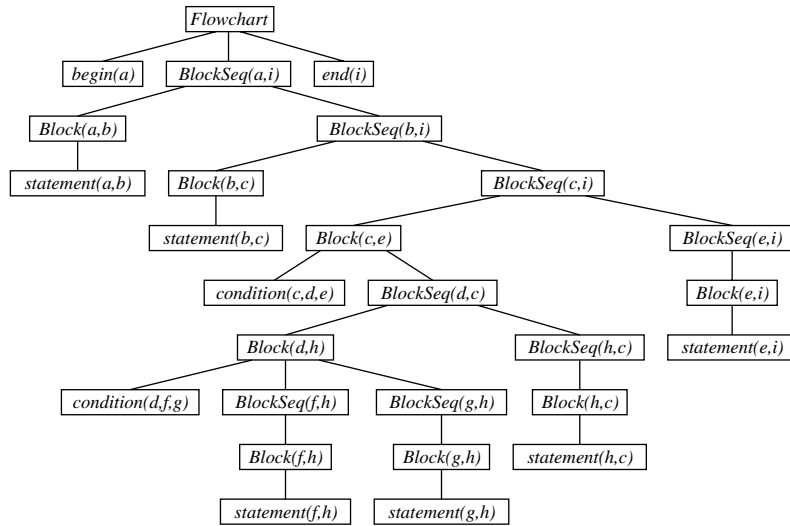 Flowchart
begin(a) BlockSeq(a,i) end(i)
Block(a,b) BlockSeq(b,i)
statement(a,b) Block(b,c) BlockSeq(c,i)
statement(b,c) Block(c,e) BlockSeq(e,i)
condition(c,d,e) BlockSeq(d,c) Block(e,i)
Block(d,h) BlockSeq(h,c) statement(e,i)
condition(d,f,g) BlockSeq(f,h) BlockSeq(g,h) Block(h,c)
Block(f,h) Block(g,h) statement(h,c)
statement(f,h) statement(g,h)